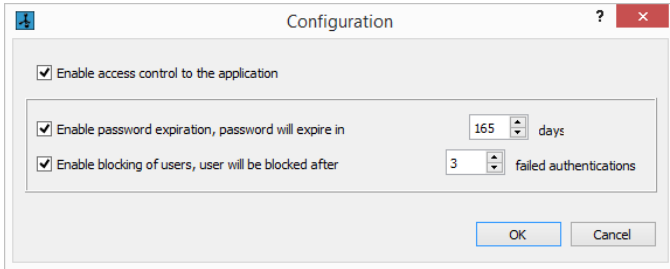 Configuration ? ×
Enable access control to the application
Enable password expiration, password will expire in 165 days
Enable blocking of users, user will be blocked after 3 failed authentications
OK Cancel